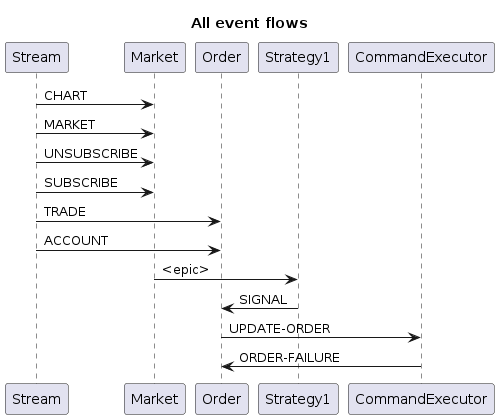 All event flows
Stream Market Order Strategy1 CommandExecutor
CHART
MARKET
UNSUBSCRIBE
SUBSCRIBE
TRADE
ACCOUNT
<epic>
SIGNAL
UPDATE-ORDER
ORDER-FAILURE
Stream Market Order Strategy1 CommandExecutor